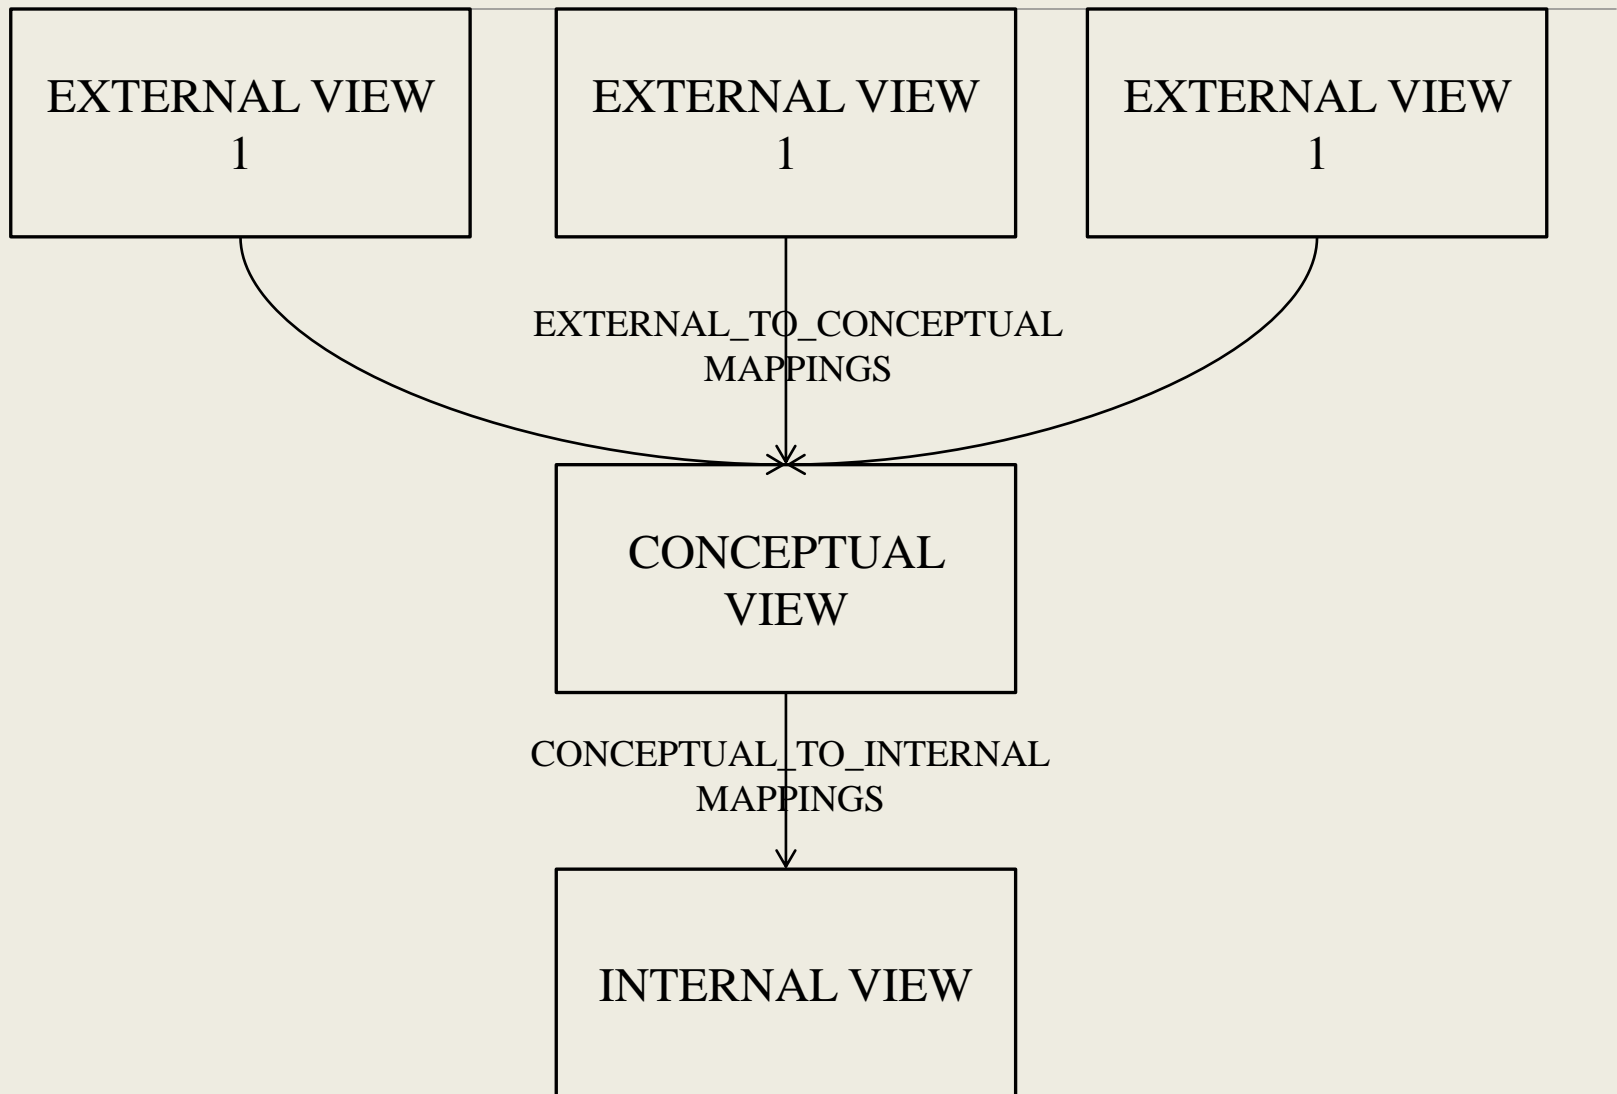 EXTERNAL VIEW
1
EXTERNAL VIEW
1
EXTERNAL VIEW
1
EXTERNAL_TO_CONCEPTUAL
MAPPINGS
CONCEPTUAL
VIEW
CONCEPTUAL_TO_INTERNAL
MAPPINGS
INTERNAL VIEW